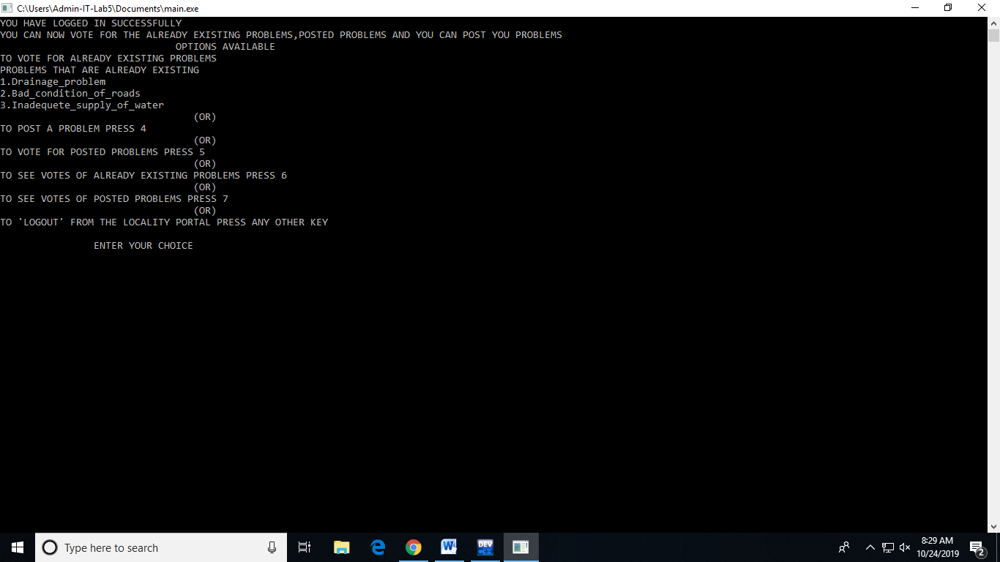 C:\Users\Admin-IT-Lab5\Documents\main.exe
YOU HAVE LOGGED IN SUCCESSFULLY
YOU CAN NOW VOTE FOR THE ALREADY EXISTING PROBLEMS,POSTED PROBLEMS AND YOU CAN POST YOU PROBLEMS
OPTIONS AVAILABLE
TO VOTE FOR ALREADY EXISTING PROBLEMS
PROBLEMS THAT ARE ALREADY EXISTING
1.Drainage_problem
2.Bad_condition_of_roads
3.Inadequete_supply_of_water
(OR)
TO POST A PROBLEM PRESS 4
(OR)
TO VOTE FOR POSTED PROBLEMS PRESS 5
(OR)
TO SEE VOTES OF ALREADY EXISTING PROBLEMS PRESS 6
(OR)
TO SEE VOTES OF POSTED PROBLEMS PRESS 7
(OR)
TO 'LOGOUT' FROM THE LOCALITY PORTAL PRESS ANY OTHER KEY
ENTER YOUR CHOICE
Type here to search
W
DEV
8:29 AM
10/24/2019
2